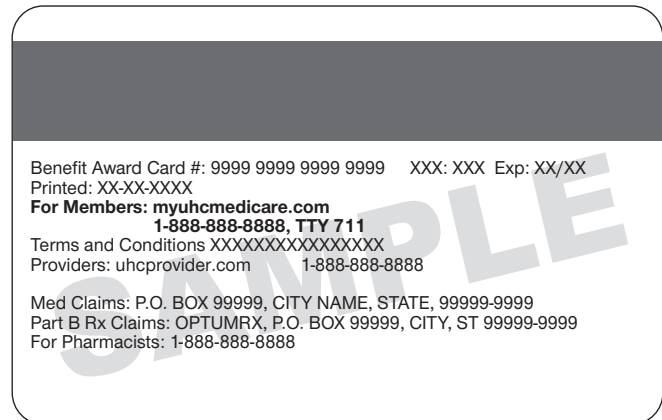 Benefit Award Card #: 9999 9999 9999 9999 XXX: XXX Exp: XX/XX
Printed: XX-XX-XXXX
For Members: myuhcmedicare.com
1-888-888-8888, TTY 711
Terms and Conditions XXXXXXXXXXXXXXXX
Providers: uhcprovider.com 1-888-888-8888
Med Claims: P.O. BOX 99999, CITY NAME, STATE, 99999-9999
Part B Rx Claims: OPTUMRX, P.O. BOX 99999, CITY, ST 99999-9999
For Pharmacists: 1-888-888-8888
SAMPLE